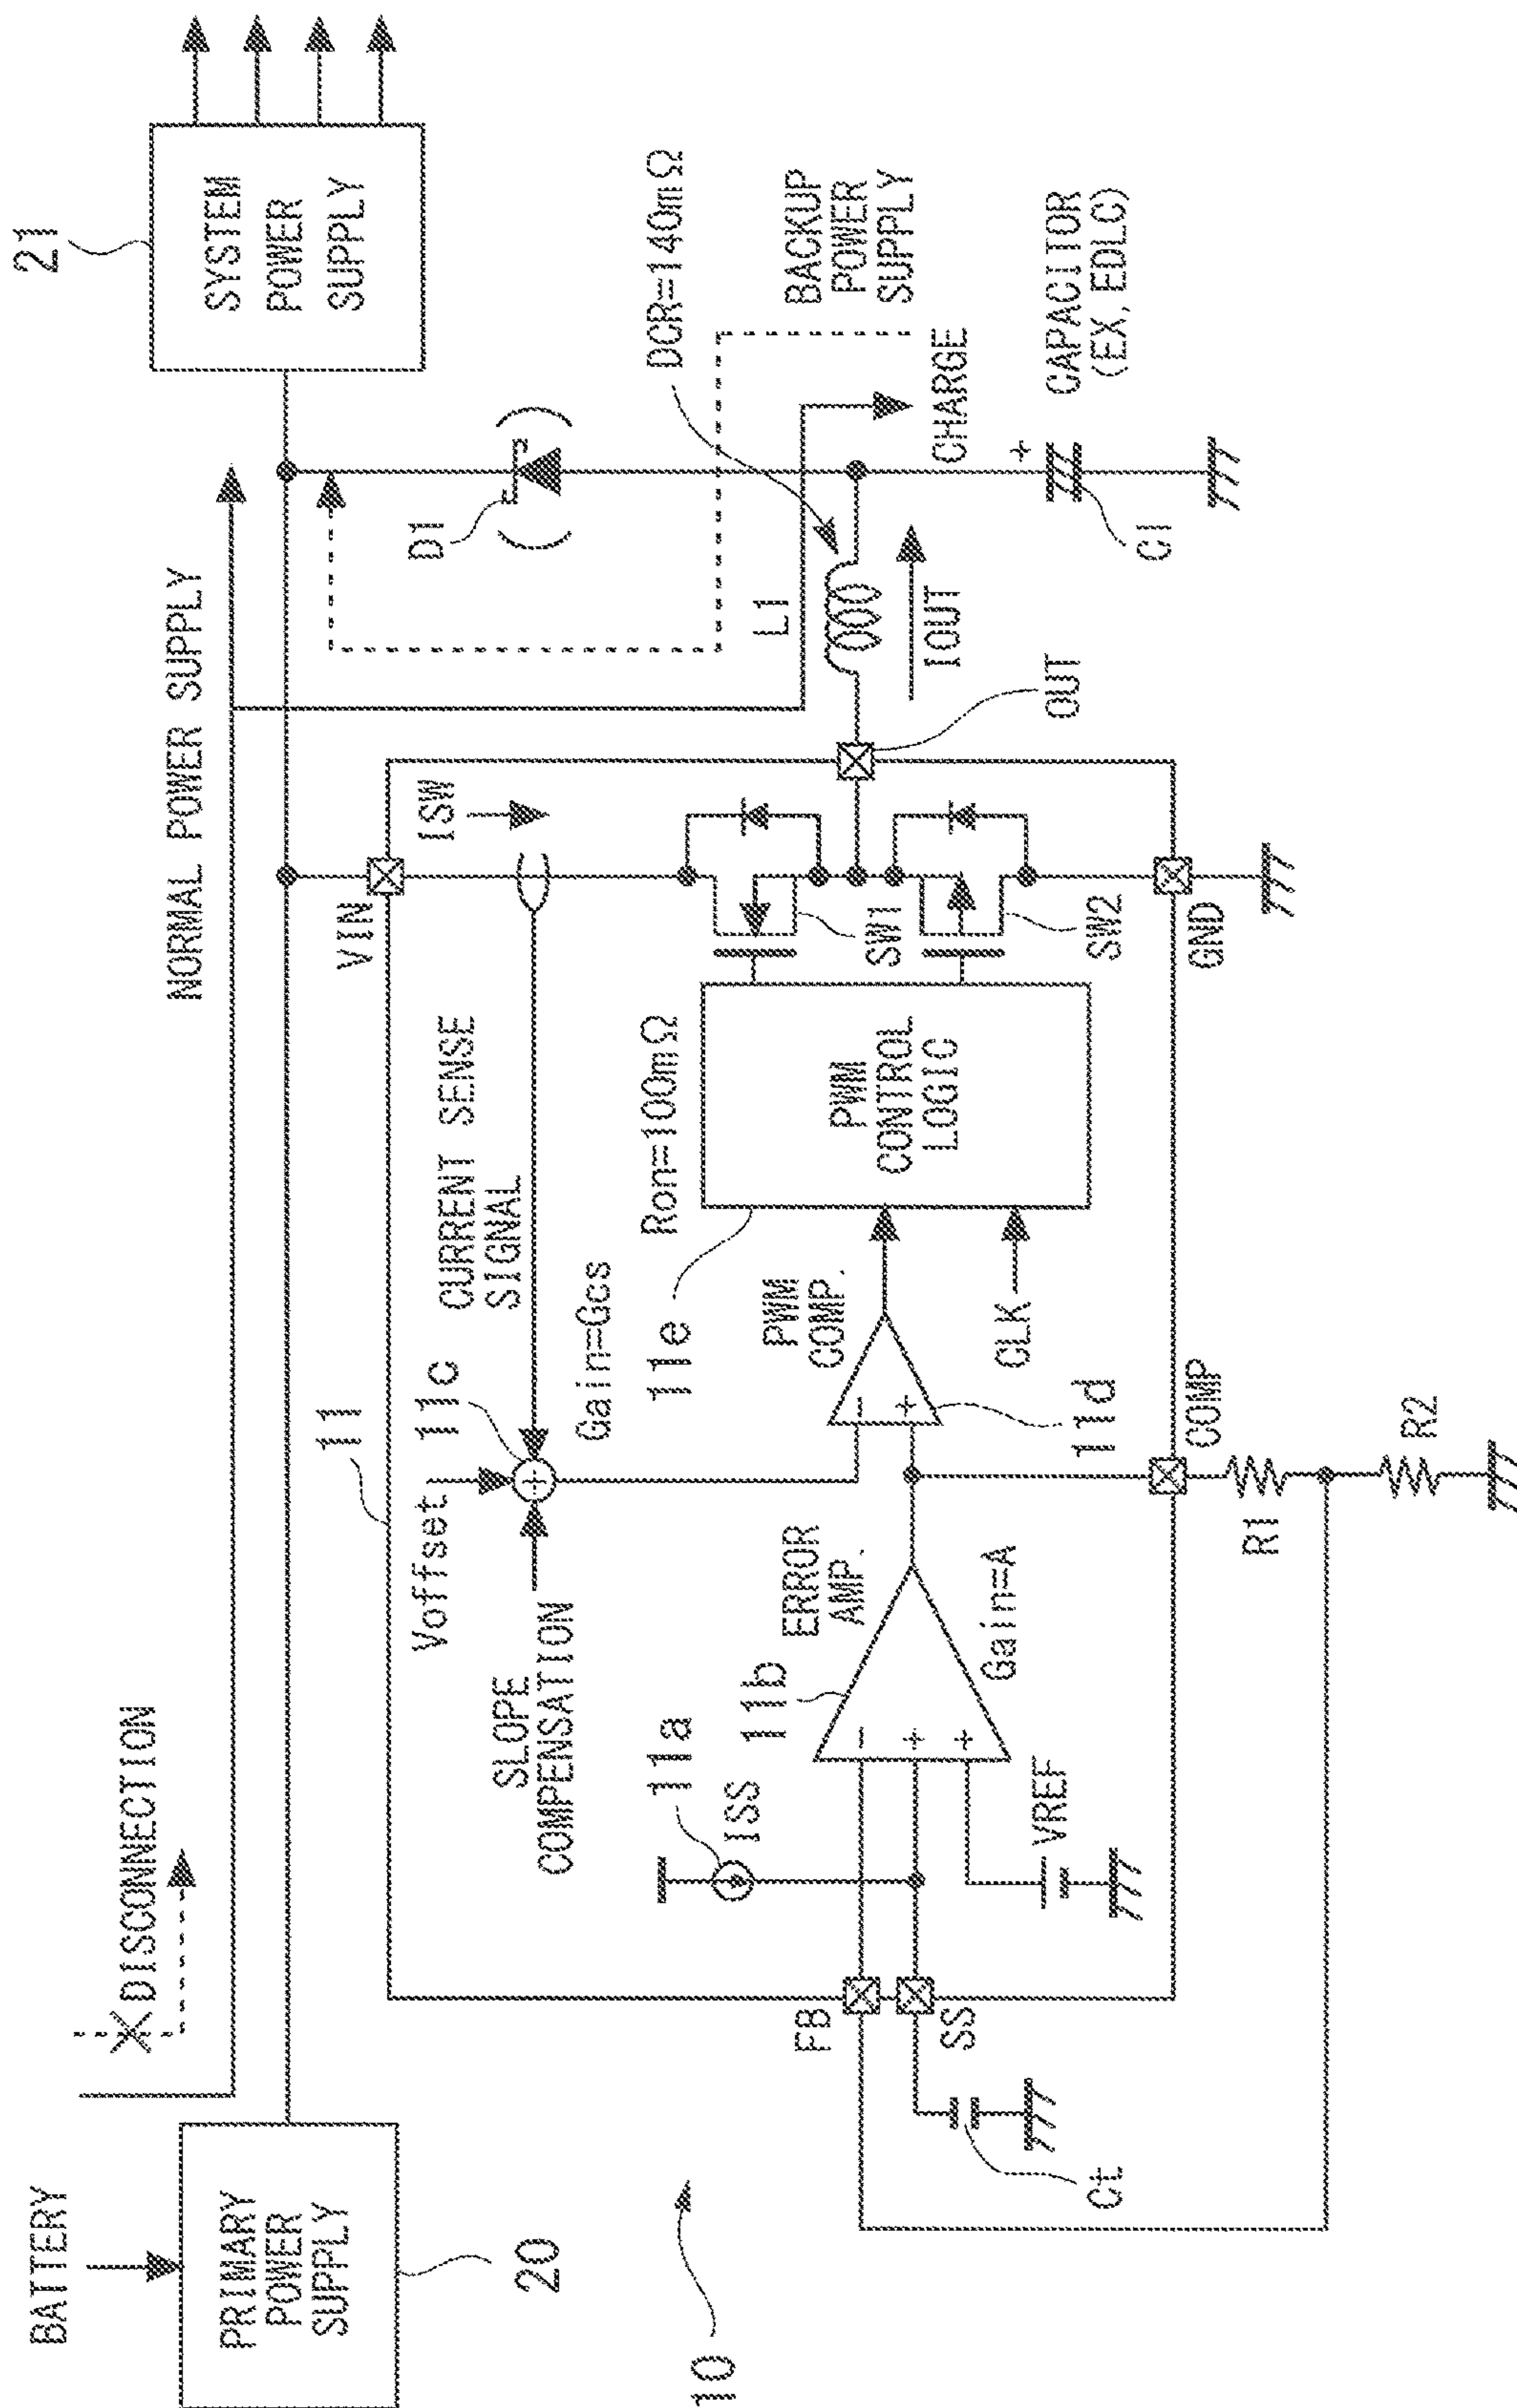 BATTERY
PRIMARY
POWER
SUPPLY
20
10
DISCONNECTION
NORMAL POWER SUPPLY
21
SYSTEM
POWER
SUPPLY
11
VIN
ISW
CURRENT SENSE
SIGNAL
Voffset
11c
SLOPE
COMPENSATION
Gain=Gcs
11e
Ron=100mΩ
PWM
CONTROL
LOGIC
PWM
COMP.
-
+
11d
CLK
ERROR
AMP.
11b
Gain=A
-
+
+
11a
ISS
VREF
FB
SS
Ct
COMP
R1
R2
SW1
SW2
GND
OUT
L1
IOUT
D1
( )
DCR=140mΩ
BACKUP
POWER
SUPPLY
CHARGE
+
CAPACITOR
(EX, EDLC)
C1